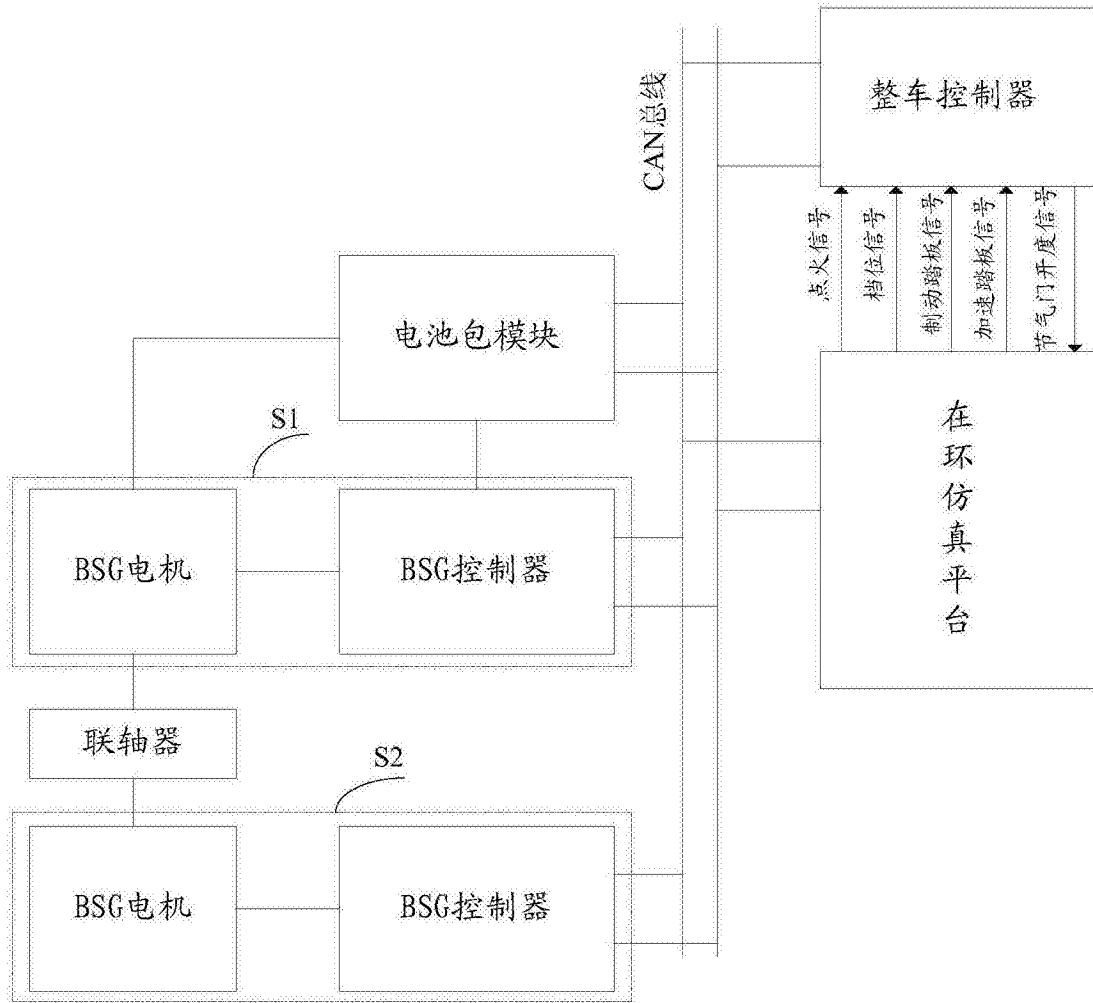 整车控制器
CAN总线
点火信号
档位信号
制动踏板信号
加速踏板信号
节气门开度信号
电池包模块
在环仿真平台
S1
BSG电机
BSG控制器
联轴器
S2
BSG电机
BSG控制器